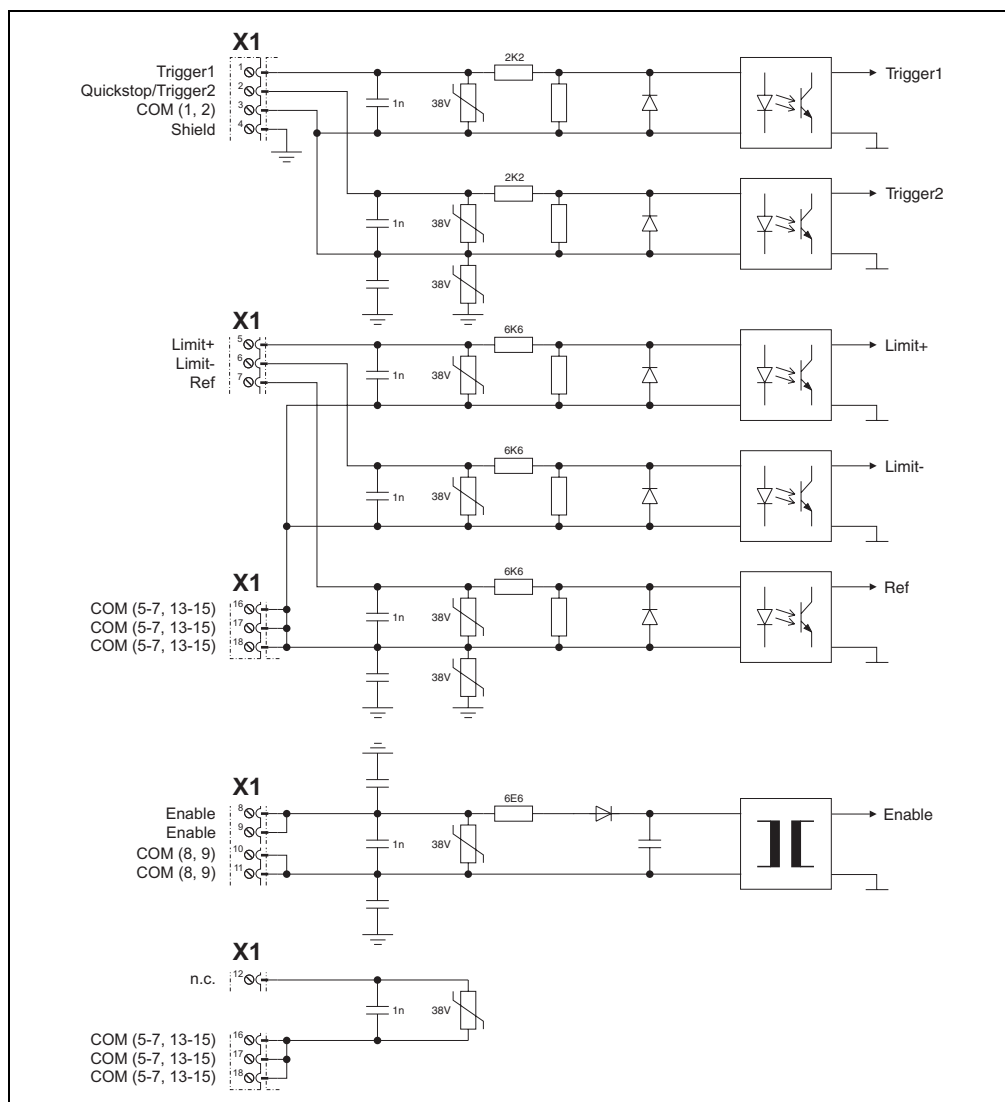 X1
2K2
1 Trigger1
2 Quickstop/Trigger2
3 COM (1, 2)
4 Shield
1n
38V
Trigger1
2K2
1n
38V
38V
Trigger2
X1
6K6
5 Limit+
6 Limit-
7 Ref
1n
38V
Limit+
6K6
1n
38V
Limit-
X1
6K6
16 COM (5-7, 13-15)
17 COM (5-7, 13-15)
18 COM (5-7, 13-15)
1n
38V
38V
Ref
X1
6E6
8 Enable
9 Enable
10 COM (8, 9)
11 COM (8, 9)
1n
38V
Enable
X1
12 n.c.
1n
38V
16 COM (5-7, 13-15)
17 COM (5-7, 13-15)
18 COM (5-7, 13-15)